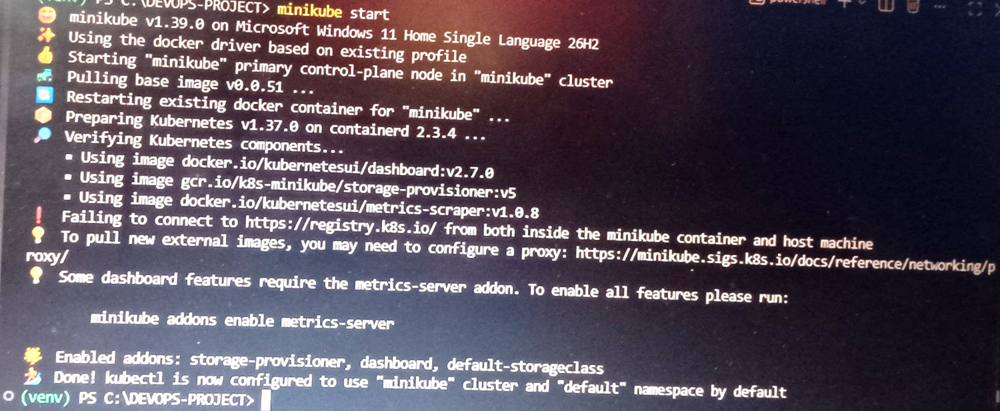 (venv) PS C:\DEVOPS-PROJECT> minikube start
minikube v1.39.0 on Microsoft Windows 11 Home Single Language 26H2
Using the docker driver based on existing profile
Starting "minikube" primary control-plane node in "minikube" cluster
Pulling base image v0.0.51 ...
Restarting existing docker container for "minikube" ...
Preparing Kubernetes v1.37.0 on containerd 2.3.4 ...
Verifying Kubernetes components...
▪ Using image docker.io/kubernetesui/dashboard:v2.7.0
▪ Using image gcr.io/k8s-minikube/storage-provisioner:v5
▪ Using image docker.io/kubernetesui/metrics-scraper:v1.0.8
Failing to connect to https://registry.k8s.io/ from both inside the minikube container and host machine
To pull new external images, you may need to configure a proxy: https://minikube.sigs.k8s.io/docs/reference/networking/p
roxy/
Some dashboard features require the metrics-server addon. To enable all features please run:
minikube addons enable metrics-server
Enabled addons: storage-provisioner, dashboard, default-storageclass
Done! kubectl is now configured to use "minikube" cluster and "default" namespace by default
(venv) PS C:\DEVOPS-PROJECT>